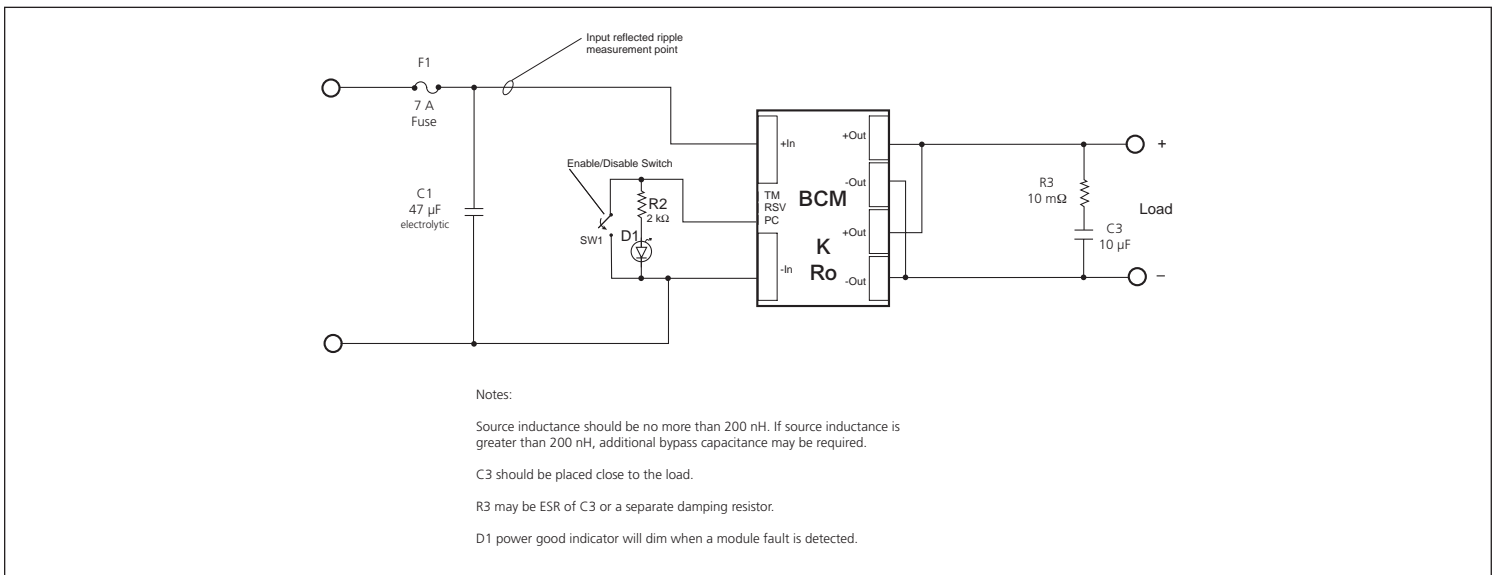 Input reflected ripple
measurement point
F1
7 A
Fuse
C1
47 µF
electrolytic
Enable/Disable Switch
SW1
R2
2 kΩ
D1
+In
TM
RSV
PC
-In
BCM
K
Ro
+Out
-Out
+Out
-Out
R3
10 mΩ
C3
10 µF
+
Load
–
Notes:
Source inductance should be no more than 200 nH. If source inductance is
greater than 200 nH, additional bypass capacitance may be required.
C3 should be placed close to the load.
R3 may be ESR of C3 or a separate damping resistor.
D1 power good indicator will dim when a module fault is detected.